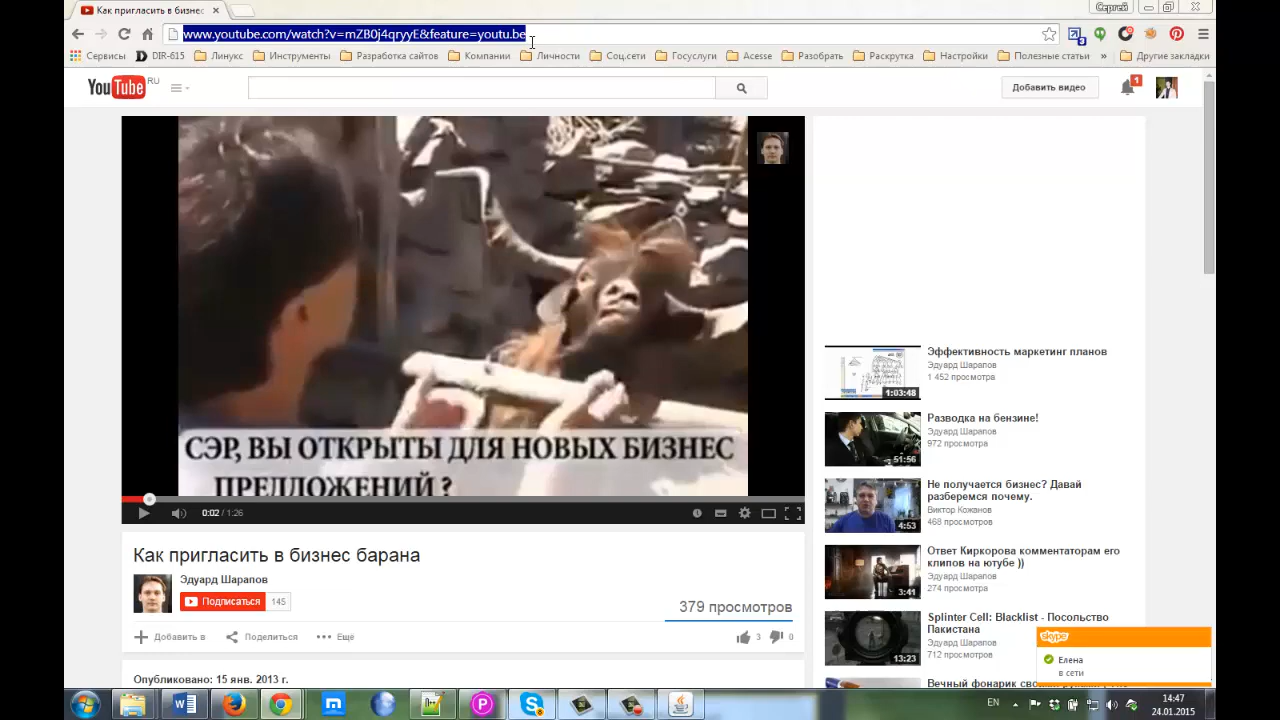 Как пригласить в бизнес
Сергей
www.youtube.com/watch?v=mZB0j4qryyE&feature=youtu.be
3
Сервисы
DIR-615
Линукс
Инструменты
Разработка сайтов
Компании
Личности
Соц.сети
Госуслуги
Acesse
Разобрать
Раскрутка
Полезные статьи
»
Другие закладки
YouTube RU
Добавить видео
1
СЭР, ВЫ ОТКРЫТЫ ДЛЯ НОВЫХ БИЗНЕС
ПРЕДЛОЖЕНИЙ ?
0:02 / 1:26
Как пригласить в бизнес барана
Эдуард Шарапов
Подписаться
145
379 просмотров
Добавить в
Поделиться
Ещё
3
0
Опубликовано: 15 янв. 2013 г.
Эффективность маркетинг планов
Эдуард Шарапов
1 452 просмотра
1:03:48
Разводка на бензине!
Эдуард Шарапов
972 просмотра
51:56
Не получается бизнес? Давай
разберемся почему.
Виктор Кожанов
468 просмотров
4:53
Ответ Киркорова комментаторам его
клипов на ютубе ))
Эдуард Шарапов
274 просмотра
3:41
Splinter Cell: Blacklist - Посольство
Пакистана
Эдуард Шарапов
712 просмотров
13:23
Вечный фонарик
skype
Елена
в сети
EN
14:47
24.01.2015